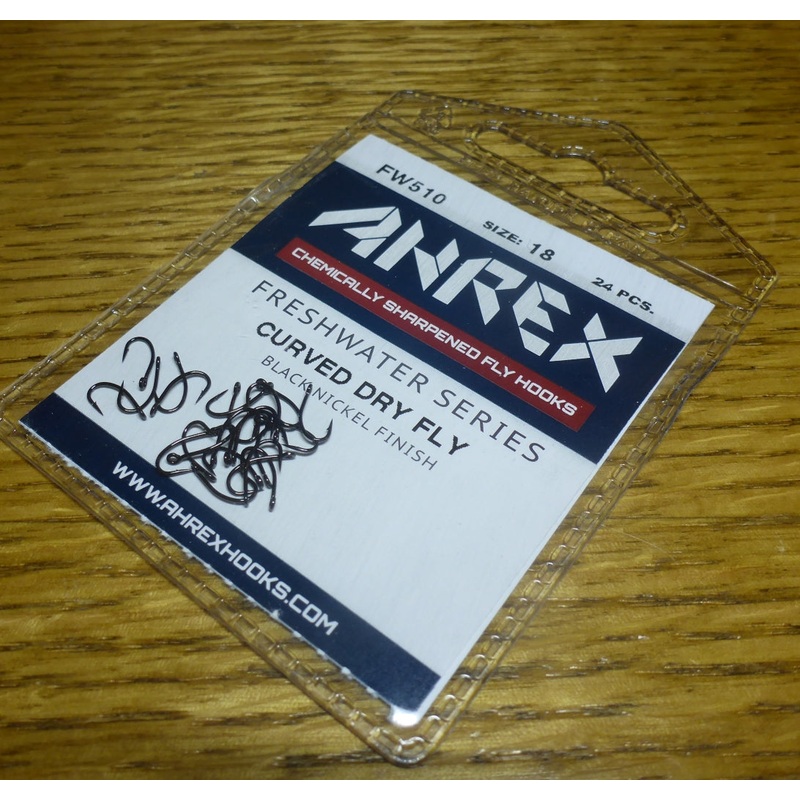 FW510 SIZE: 18 24 PCS.
AHREX
CHEMICALLY SHARPENED FLY HOOKS
FRESHWATER SERIES
CURVED DRY FLY
BLACK NICKEL FINISH
WWW.AHREXHOOKS.COM